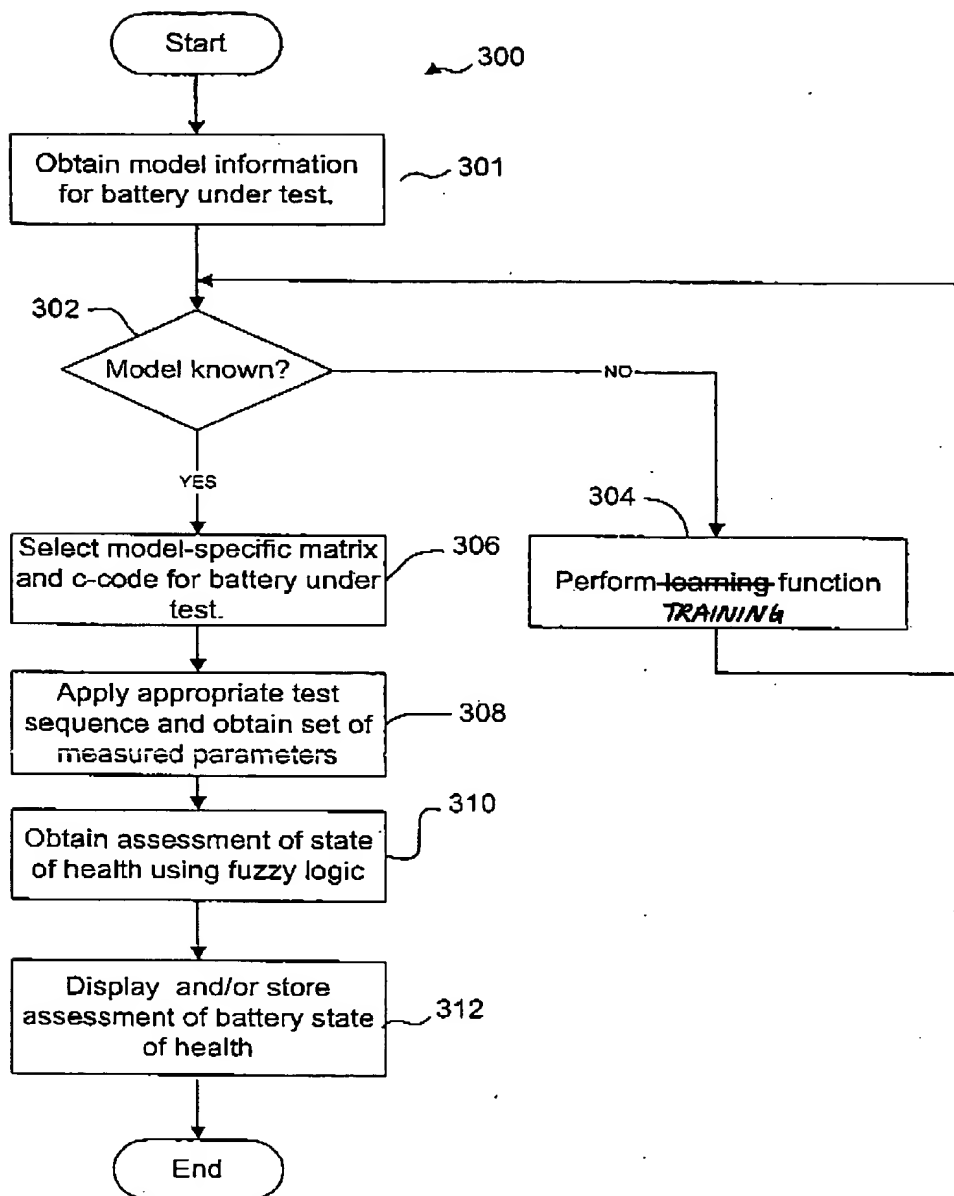 Start
300
Obtain model information
for battery under test.
301
302
Model known?
NO
YES
304
Select model-specific matrix
and c-code for battery under
test.
306
Perform learning function
TRAINING
Apply appropriate test
sequence and obtain set of
measured parameters
308
310
Obtain assessment of state
of health using fuzzy logic
Display and/or store
assessment of battery state
of health
312
End